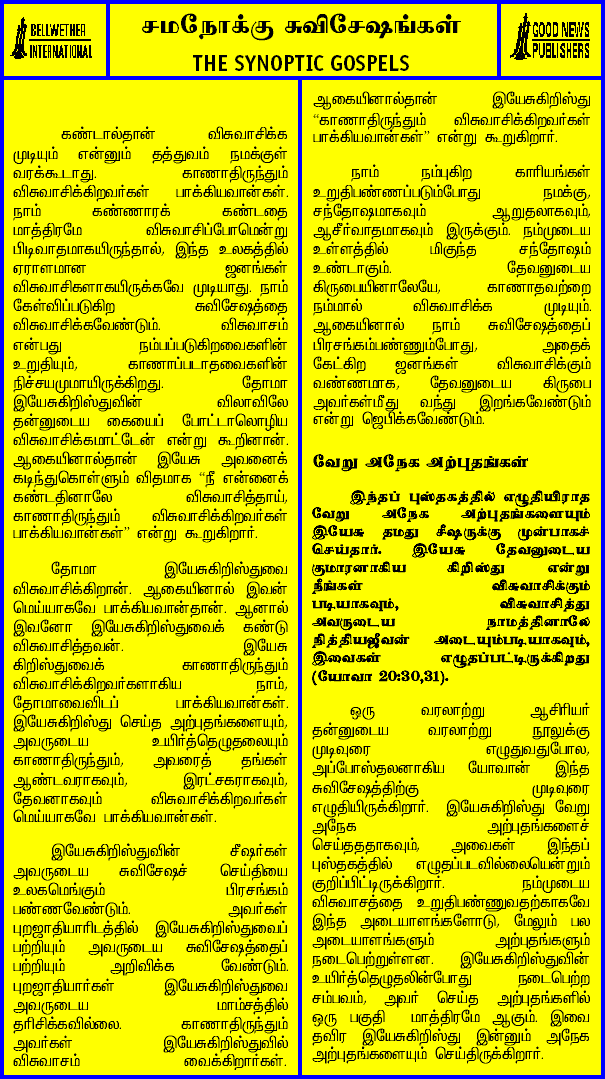 BELLWETHER
INTERNATIONAL
சமநோக்கு சுவிசேஷங்கள்
THE SYNOPTIC GOSPELS
GOOD NEWS
PUBLISHERS
கண்டால்தான் விசுவாசிக்க
முடியும் என்னும் தத்துவம் நமக்குள்
வரக்கூடாது. காணாதிருந்தும்
விசுவாசிக்கிறவர்கள் பாக்கியவான்கள்.
நாம் கண்ணாரக் கண்டதை
மாத்திரமே விசுவாசிப்போமென்று
பிடிவாதமாகயிருந்தால், இந்த உலகத்தில்
ஏராளமான ஜனங்கள்
விசுவாசிகளாகயிருக்கவே முடியாது. நாம்
கேள்விப்படுகிற சுவிசேஷத்தை
விசுவாசிக்கவேண்டும். விசுவாசம்
என்பது நம்பப்படுகிறவைகளின்
உறுதியும், காணாப்படாதவைகளின்
நிச்சயமுமாயிருக்கிறது. தோமா
இயேசுகிறிஸ்துவின் விலாவிலே
தன்னுடைய கையைப் போட்டாலொழிய
விசுவாசிக்கமாட்டேன் என்று கூறினான்.
ஆகையினால்தான் இயேசு அவனைக்
கடிந்துகொள்ளும் விதமாக “நீ என்னைக்
கண்டதினாலே விசுவாசித்தாய்,
காணாதிருந்தும் விசுவாசிக்கிறவர்கள்
பாக்கியவான்கள்” என்று கூறுகிறார்.
தோமா இயேசுகிறிஸ்துவை
விசுவாசிக்கிறான். ஆகையினால் இவன்
மெய்யாகவே பாக்கியவான்தான். ஆனால்
இவனோ இயேசுகிறிஸ்துவைக் கண்டு
விசுவாசித்தவன். இயேசு
கிறிஸ்துவைக் காணாதிருந்தும்
விசுவாசிக்கிறவர்களாகிய நாம்,
தோமாவைவிடப் பாக்கியவான்கள்.
இயேசுகிறிஸ்து செய்த அற்புதங்களையும்,
அவருடைய உயிர்த்தெழுதலையும்
காணாதிருந்தும், அவரைத் தங்கள்
ஆண்டவராகவும், இரட்சகராகவும்,
தேவனாகவும் விசுவாசிக்கிறவர்கள்
மெய்யாகவே பாக்கியவான்கள்.
இயேசுகிறிஸ்துவின் சீஷர்கள்
அவருடைய சுவிசேஷச் செய்தியை
உலகமெங்கும் பிரசங்கம்
பண்ணவேண்டும். அவர்கள்
புறஜாதியாரிடத்தில் இயேசுகிறிஸ்துவைப்
பற்றியும் அவருடைய சுவிசேஷத்தைப்
பற்றியும் அறிவிக்க வேண்டும்.
புறஜாதியார்கள் இயேசுகிறிஸ்துவை
அவருடைய மாம்சத்தில்
தரிசிக்கவில்லை. காணாதிருந்தும்
அவர்கள் இயேசுகிறிஸ்துவில்
விசுவாசம் வைக்கிறார்கள்.
ஆகையினால்தான் இயேசுகிறிஸ்து
“காணாதிருந்தும் விசுவாசிக்கிறவர்கள்
பாக்கியவான்கள்” என்று கூறுகிறார்.
நாம் நம்புகிற காரியங்கள்
உறுதிபண்ணப்படும்போது நமக்கு,
சந்தோஷமாகவும் ஆறுதலாகவும்,
ஆசீர்வாதமாகவும் இருக்கும். நம்முடைய
உள்ளத்தில் மிகுந்த சந்தோஷம்
உண்டாகும். தேவனுடைய
கிருபையினாலேயே, காணாதவற்றை
நம்மால் விசுவாசிக்க முடியும்.
ஆகையினால் நாம் சுவிசேஷத்தைப்
பிரசங்கம்பண்ணும்போது, அதைக்
கேட்கிற ஜனங்கள் விசுவாசிக்கும்
வண்ணமாக, தேவனுடைய கிருபை
அவர்கள்மீது வந்து இறங்கவேண்டும்
என்று ஜெபிக்கவேண்டும்.
வேறு அநேக அற்புதங்கள்
இந்தப் புஸ்தகத்தில் எழுதியிராத
வேறு அநேக அற்புதங்களையும்
இயேசு தமது சீஷருக்கு முன்பாகச்
செய்தார். இயேசு தேவனுடைய
குமாரனாகிய கிறிஸ்து என்று
நீங்கள் விசுவாசிக்கும்
படியாகவும், விசுவாசித்து
அவருடைய நாமத்தினாலே
நித்தியஜீவன் அடையும்படியாகவும்,
இவைகள் எழுதப்பட்டிருக்கிறது
(யோவா 20:30,31).
ஒரு வரலாற்று ஆசிரியர்
தன்னுடைய வரலாற்று நூலுக்கு
முடிவுரை எழுதுவதுபோல,
அப்போஸ்தலனாகிய யோவான் இந்த
சுவிசேஷத்திற்கு முடிவுரை
எழுதியிருக்கிறார். இயேசுகிறிஸ்து வேறு
அநேக அற்புதங்களைச்
செய்தததாகவும், அவைகள் இந்தப்
புஸ்தகத்தில் எழுதப்படவில்லையென்றும்
குறிப்பிட்டிருக்கிறார். நம்முடைய
விசுவாசத்தை உறுதிபண்ணுவதற்காகவே
இந்த அடையாளங்களோடு, மேலும் பல
அடையாளங்களும் அற்புதங்களும்
நடைபெற்றுள்ளன. இயேசுகிறிஸ்துவின்
உயிர்த்தெழுதலின்போது நடைபெற்ற
சம்பவம், அவர் செய்த அற்புதங்களில்
ஒரு பகுதி மாத்திரமே ஆகும். இவை
தவிர இயேசுகிறிஸ்து இன்னும் அநேக
அற்புதங்களையும் செய்திருக்கிறார்.